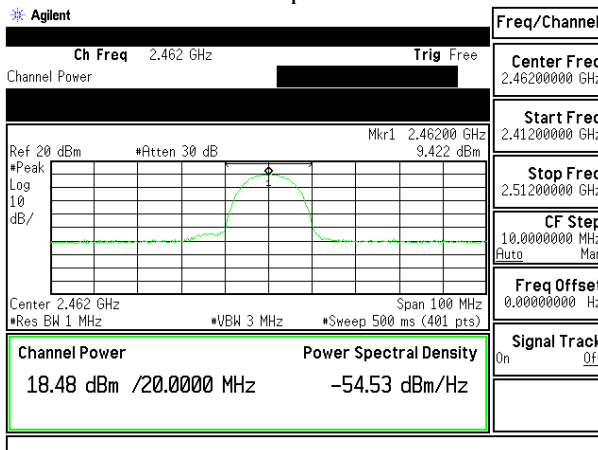 Agilent
Freq/Channel
Ch Freq 2.462 GHz Trig Free
Channel Power
Center Freq
2.46200000 GHz
Start Freq
2.41200000 GHz
Stop Freq
2.51200000 GHz
CF Step
10.0000000 MHz
Auto Man
Freq Offset
0.00000000 Hz
Signal Track
On Off
Mkr1 2.46200 GHz
Ref 20 dBm #Atten 30 dB 9.422 dBm
#Peak
Log
10
dB/
1
Center 2.462 GHz Span 100 MHz
#Res BW 1 MHz #VBW 3 MHz #Sweep 500 ms (401 pts)
Channel Power Power Spectral Density
18.48 dBm /20.0000 MHz -54.53 dBm/Hz